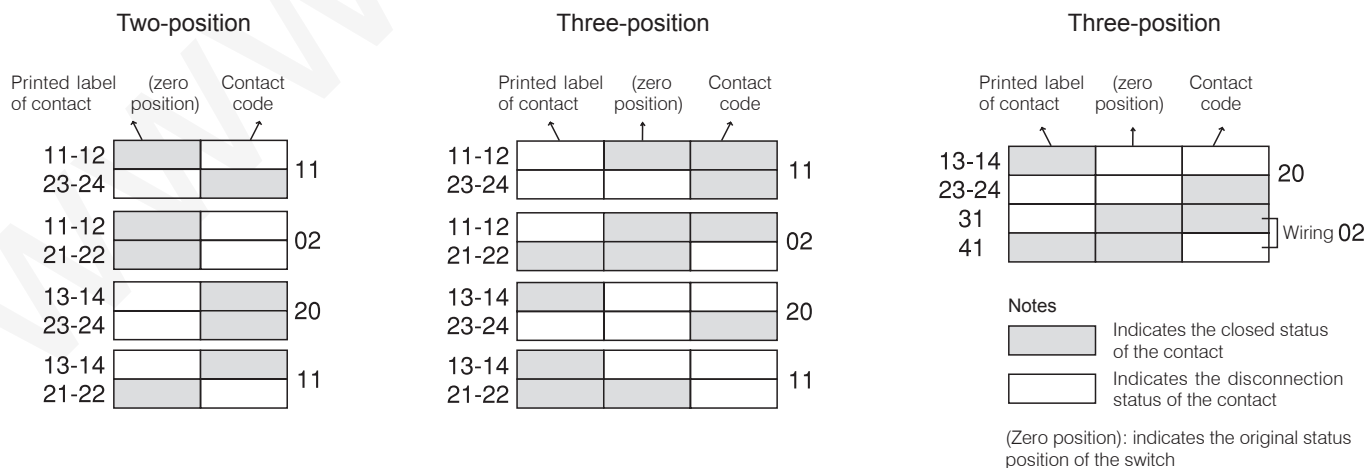 Two-position
Printed label (zero Contact
of contact position) code
11-12
23-24
11
11-12
21-22
02
13-14
23-24
20
13-14
21-22
11
Three-position
Printed label (zero Contact
of contact position) code
11-12
23-24
11
11-12
21-22
02
13-14
23-24
20
13-14
21-22
11
Three-position
Printed label (zero Contact
of contact position) code
13-14
23-24
20
31
41
Wiring 02
Notes
Indicates the closed status
of the contact
Indicates the disconnection
status of the contact
(Zero position): indicates the original status
position of the switch